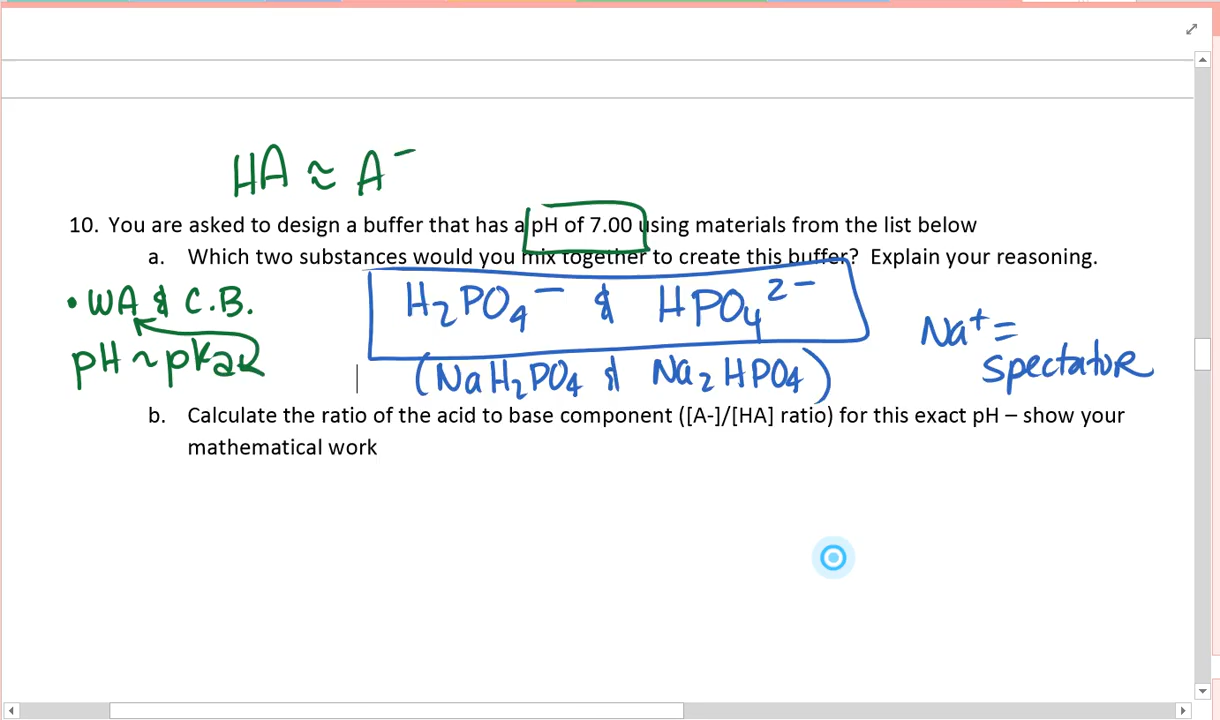 HA ≈ A⁻
10. You are asked to design a buffer that has a pH of 7.00 using materials from the list below
a. Which two substances would you mix together to create this buffer? Explain your reasoning.
• WA & C.B.
H₂PO₄⁻ & HPO₄²⁻
Na⁺ =
spectator
pH ~ pKa
(NaH₂PO₄ & Na₂HPO₄)
b. Calculate the ratio of the acid to base component ([A-]/[HA] ratio) for this exact pH – show your
mathematical work